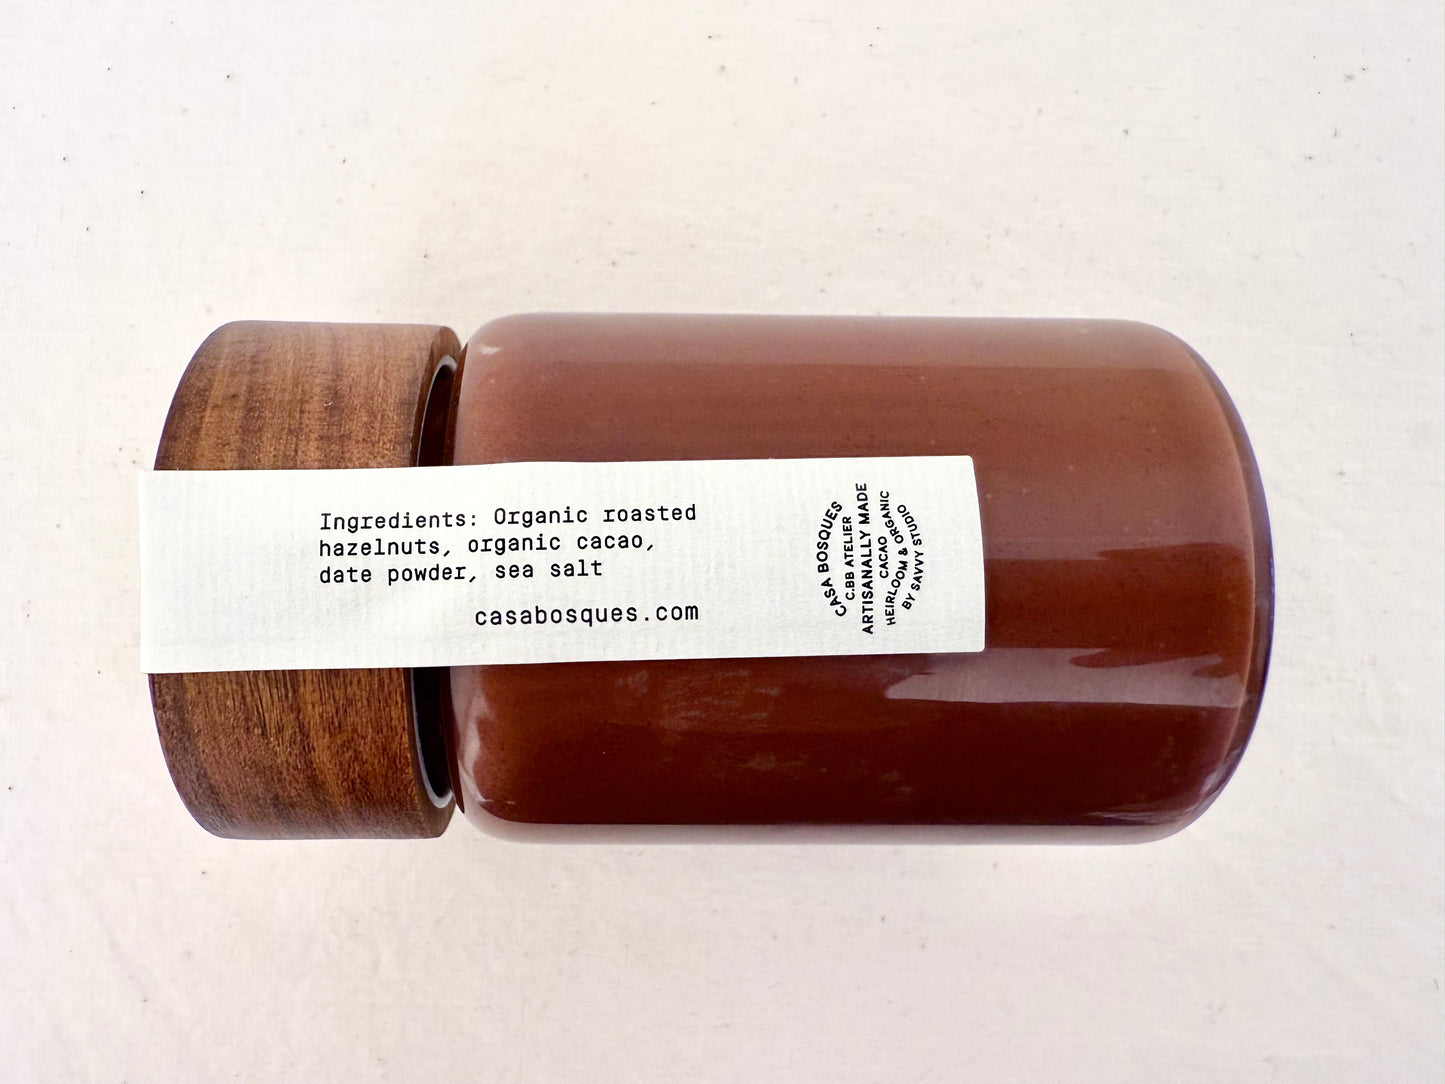 Ingredients: Organic roasted
hazelnuts, organic cacao,
date powder, sea salt
casabosques.com
CASA BOSQUES
C.BB ATELIER
ARTISANALLY MADE
CACAO ORGANIC
HEIRLOOM & ORGANIC
BY SAVVY STUDIO